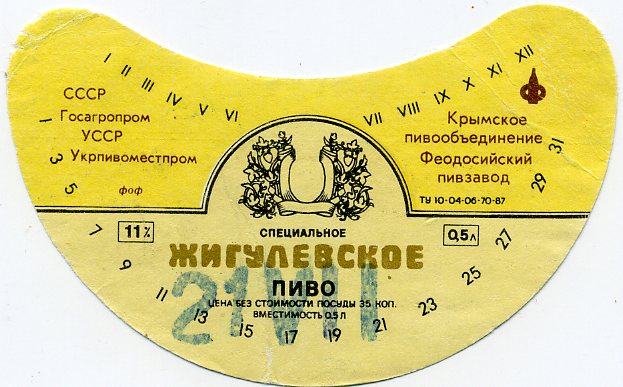 I II III IV V VI VII VIII IX X XI XII
СССР
Госагропром
УССР
Укрпивоместпром
фоф
Крымское
пивообъединение
Феодосийский
пивзавод
ТУ 10-04-06-70-87
11%
СПЕЦИАЛЬНОЕ
0,5л
ЖИГУЛЕВСКОЕ
ПИВО
ЦЕНА БЕЗ СТОИМОСТИ ПОСУДЫ 35 КОП.
ВМЕСТИМОСТЬ 0,5 Л
21 VII
1 3 5 7 9 11 13 15 17 19 21 23 25 27 29 31